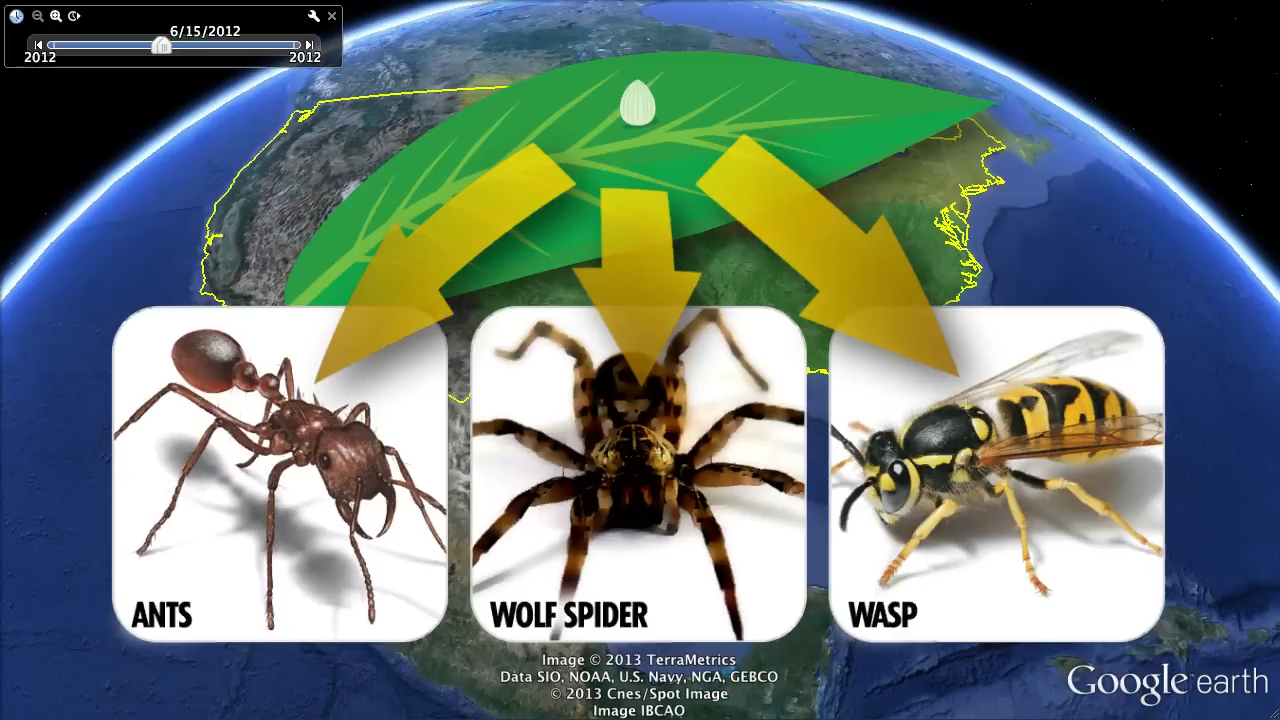 6/15/2012
2012
2012
ANTS
WOLF SPIDER
WASP
Image © 2013 TerraMetrics
Data SIO, NOAA, U.S. Navy, NGA, GEBCO
© 2013 Cnes/Spot Image
Image IBCAO
Google earth